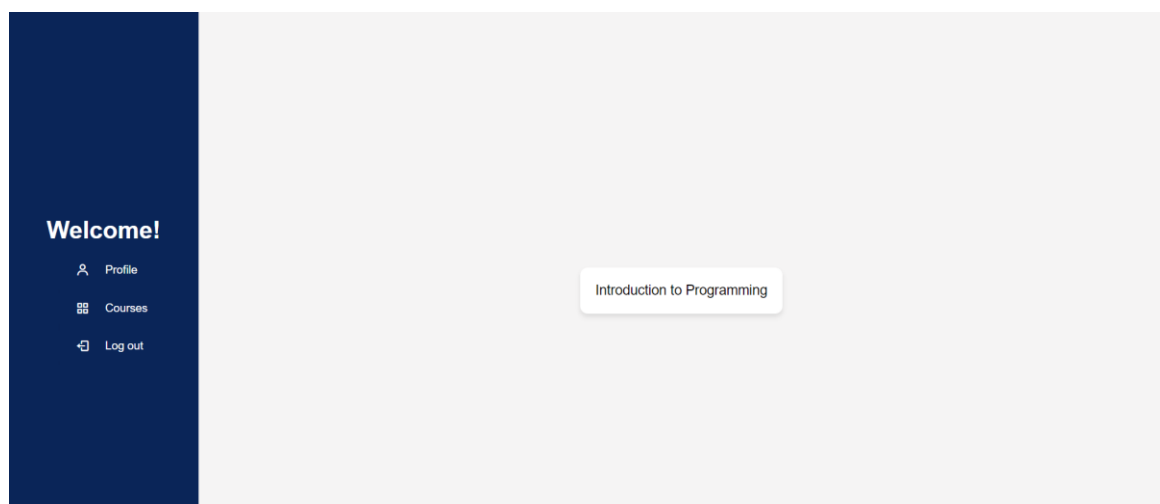 Welcome!
Profile
Courses
Log out
Introduction to Programming